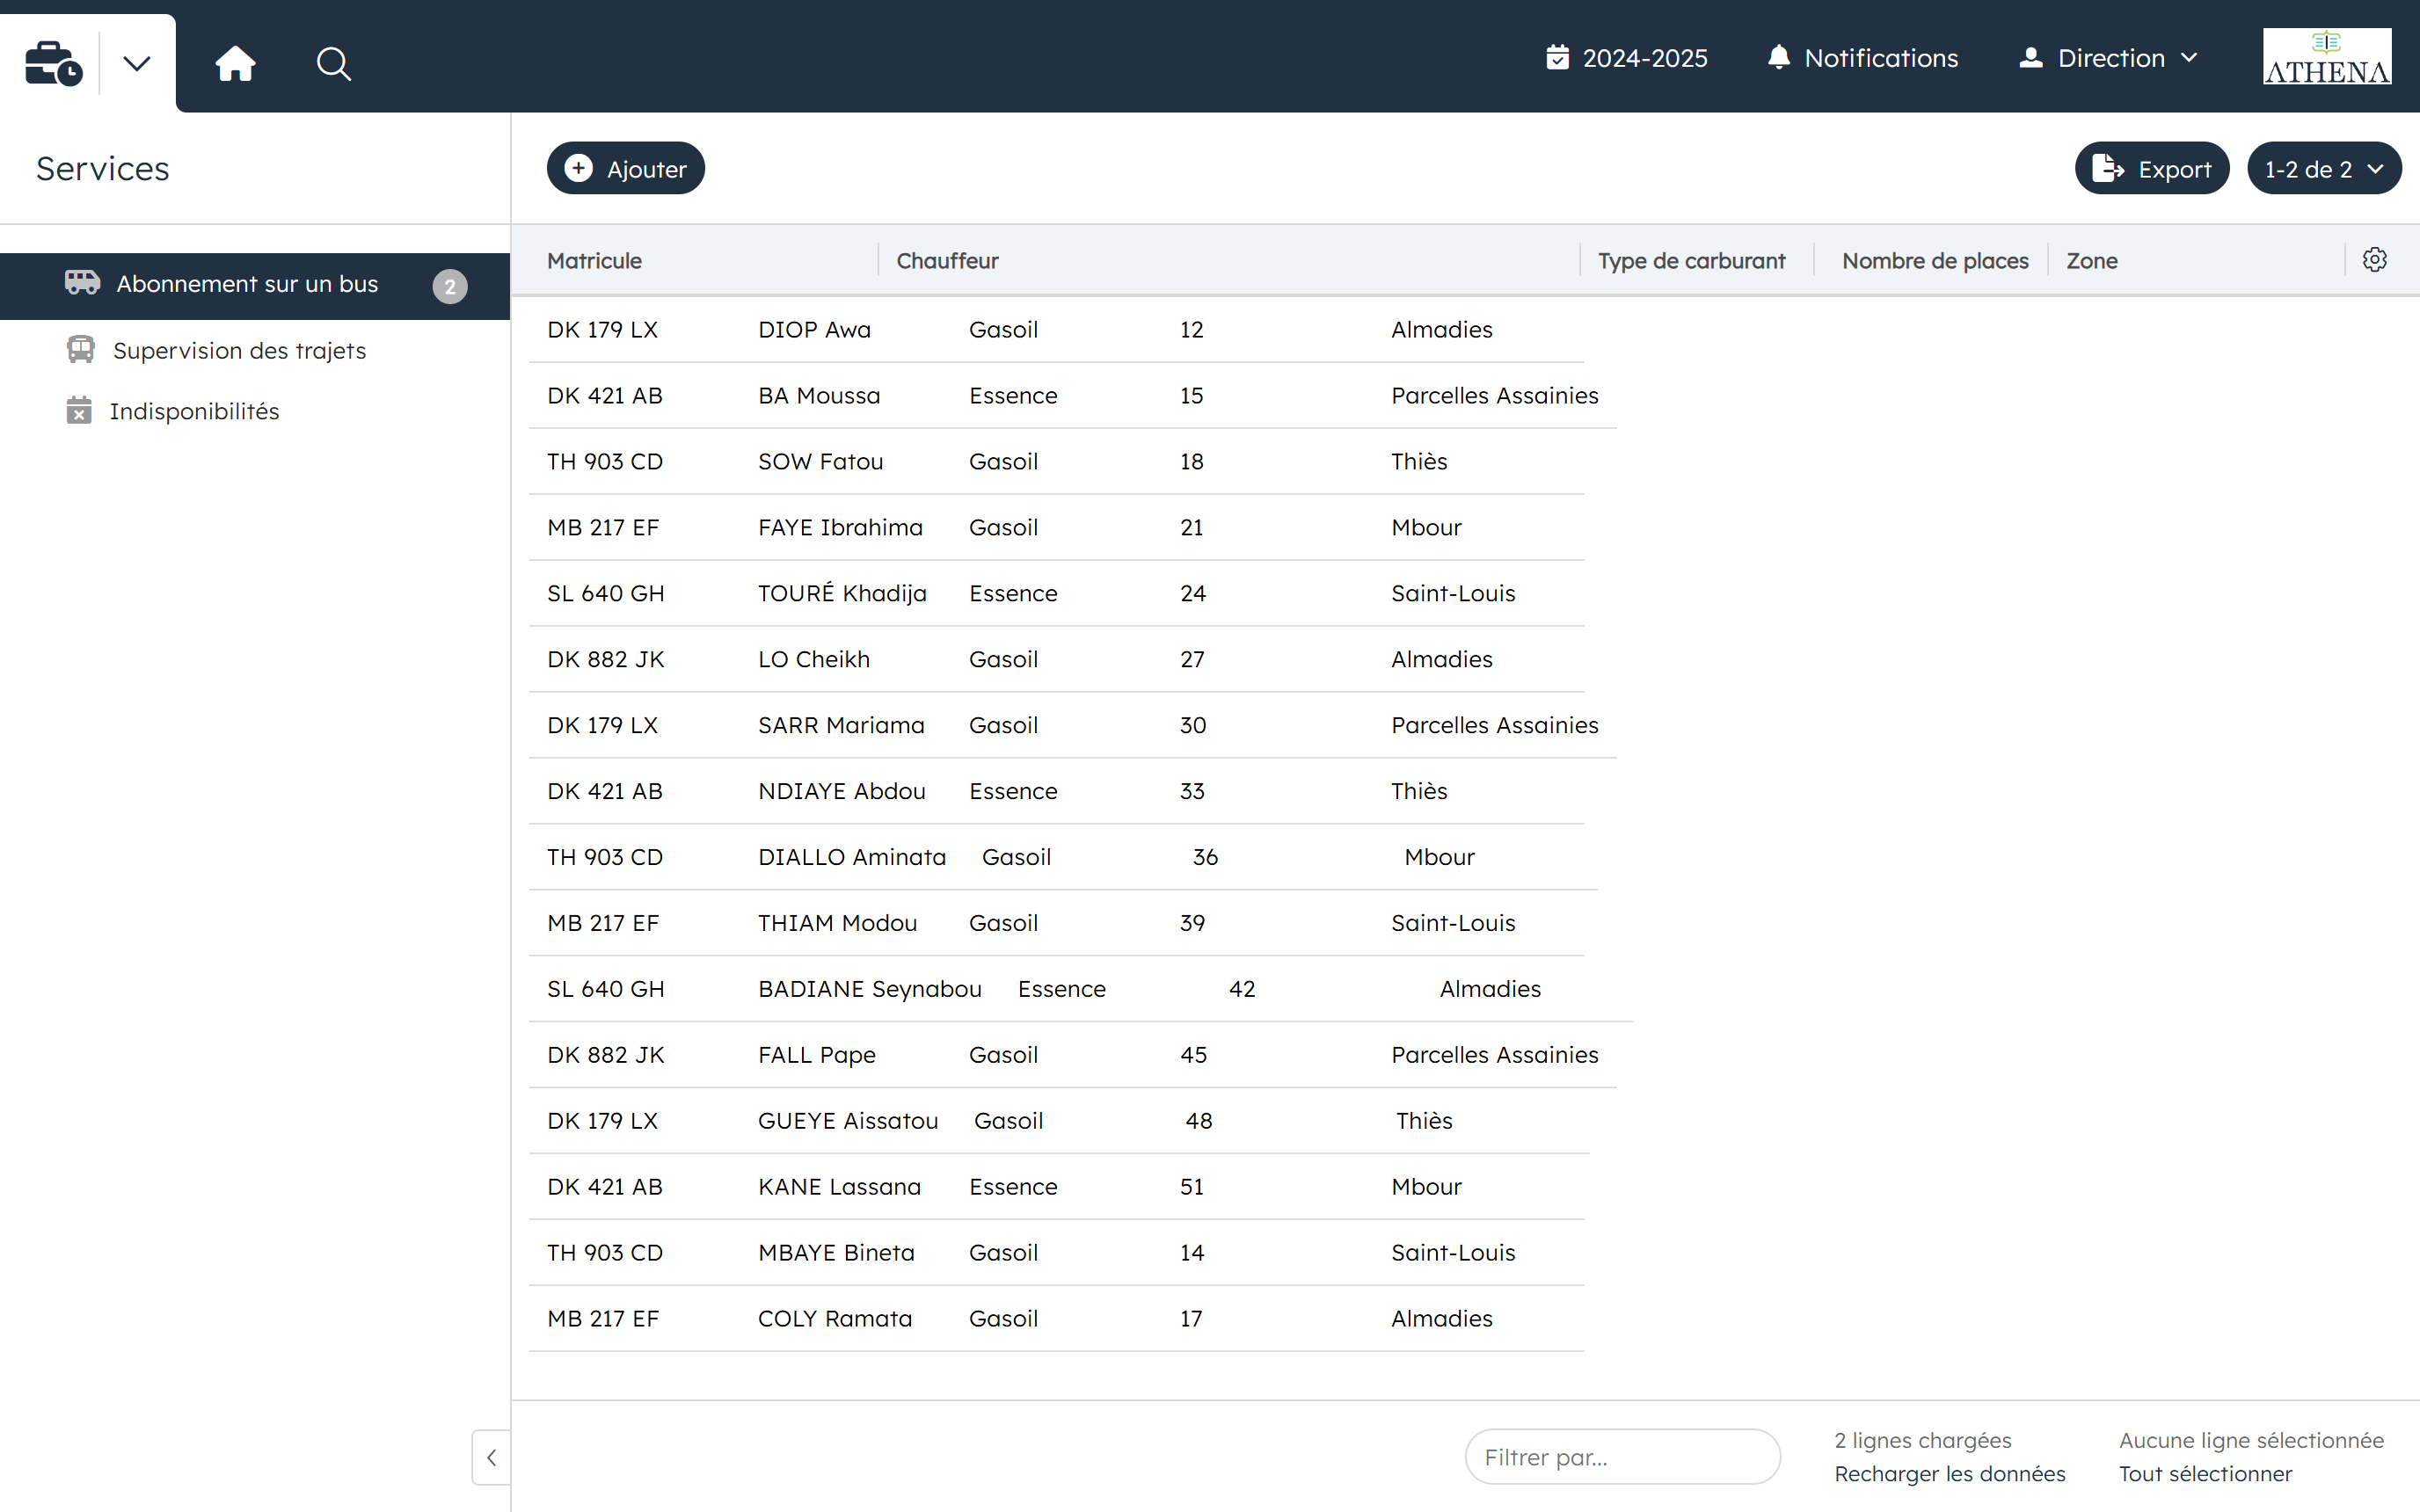 2024-2025 Notifications Direction ATHENA
Services
Ajouter Export 1-2 de 2
Abonnement sur un bus 2
Supervision des trajets
Indisponibilités
Matricule Chauffeur Type de carburant Nombre de places Zone
DK 179 LX DIOP Awa Gasoil 12 Almadies
DK 421 AB BA Moussa Essence 15 Parcelles Assainies
TH 903 CD SOW Fatou Gasoil 18 Thiès
MB 217 EF FAYE Ibrahima Gasoil 21 Mbour
SL 640 GH TOURÉ Khadija Essence 24 Saint-Louis
DK 882 JK LO Cheikh Gasoil 27 Almadies
DK 179 LX SARR Mariama Gasoil 30 Parcelles Assainies
DK 421 AB NDIAYE Abdou Essence 33 Thiès
TH 903 CD DIALLO Aminata Gasoil 36 Mbour
MB 217 EF THIAM Modou Gasoil 39 Saint-Louis
SL 640 GH BADIANE Seynabou Essence 42 Almadies
DK 882 JK FALL Pape Gasoil 45 Parcelles Assainies
DK 179 LX GUEYE Aissatou Gasoil 48 Thiès
DK 421 AB KANE Lassana Essence 51 Mbour
TH 903 CD MBAYE Bineta Gasoil 14 Saint-Louis
MB 217 EF COLY Ramata Gasoil 17 Almadies
Filtrer par...
2 lignes chargées Aucune ligne sélectionnée
Recharger les données Tout sélectionner